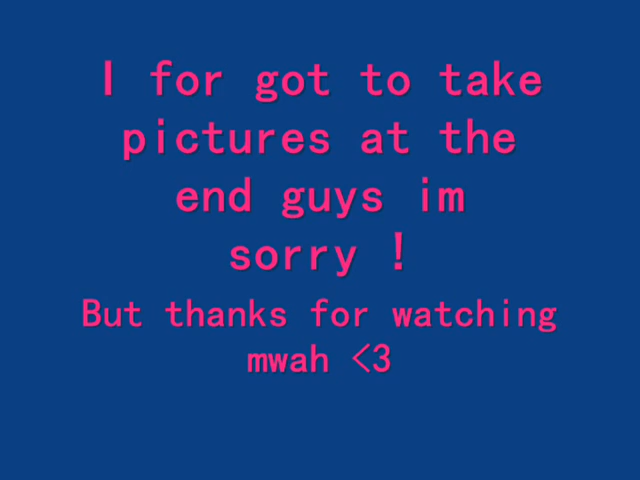 I for got to take
pictures at the
end guys im
sorry !
But thanks for watching
mwah <3